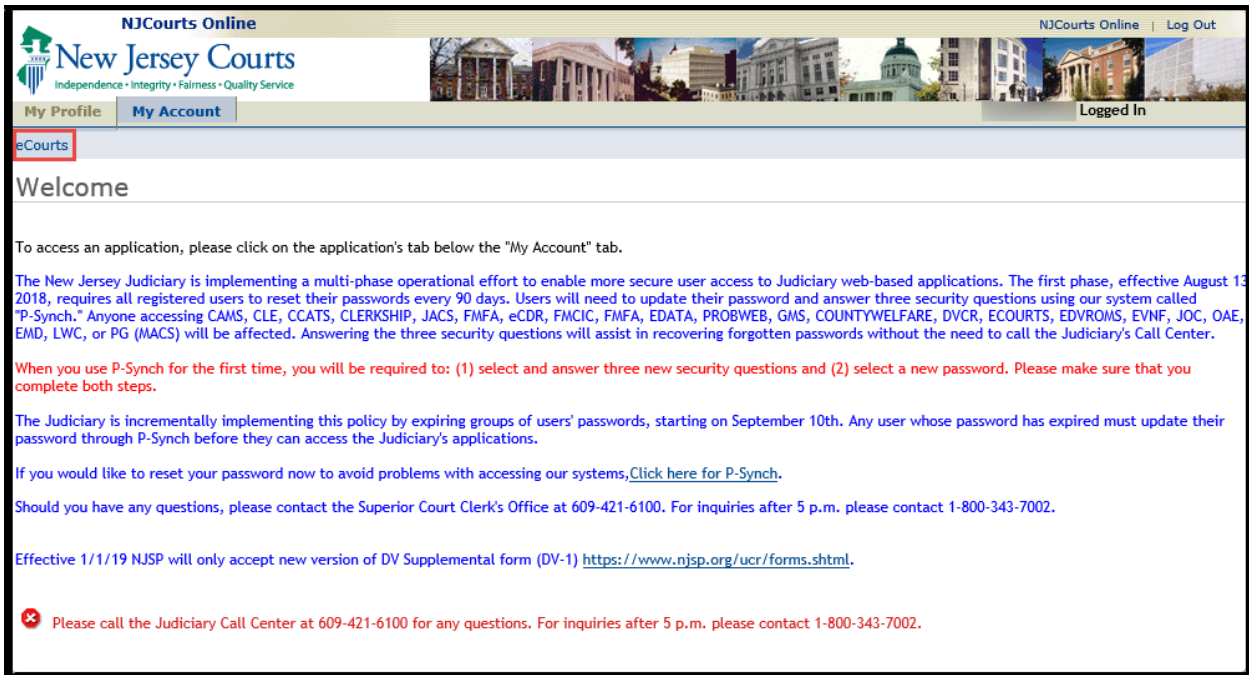 NJCourts Online
NJCourts Online | Log Out
New Jersey Courts
Independence • Integrity • Fairness • Quality Service
My Profile My Account
Logged In
eCourts
Welcome
To access an application, please click on the application's tab below the "My Account" tab.
The New Jersey Judiciary is implementing a multi-phase operational effort to enable more secure user access to Judiciary web-based applications. The first phase, effective August 13
2018, requires all registered users to reset their passwords every 90 days. Users will need to update their password and answer three security questions using our system called
"P-Synch." Anyone accessing CAMS, CLE, CCATS, CLERKSHIP, JACS, FMFA, eCDR, FMCIC, FMFA, EDATA, PROBWEB, GMS, COUNTYWELFARE, DVCR, ECOURTS, EDVROMS, EVNF, JOC, OAE,
EMD, LWC, or PG (MACS) will be affected. Answering the three security questions will assist in recovering forgotten passwords without the need to call the Judiciary's Call Center.
When you use P-Synch for the first time, you will be required to: (1) select and answer three new security questions and (2) select a new password. Please make sure that you
complete both steps.
The Judiciary is incrementally implementing this policy by expiring groups of users' passwords, starting on September 10th. Any user whose password has expired must update their
password through P-Synch before they can access the Judiciary's applications.
If you would like to reset your password now to avoid problems with accessing our systems,Click here for P-Synch.
Should you have any questions, please contact the Superior Court Clerk's Office at 609-421-6100. For inquiries after 5 p.m. please contact 1-800-343-7002.
Effective 1/1/19 NJSP will only accept new version of DV Supplemental form (DV-1) https://www.njsp.org/ucr/forms.shtml.
Please call the Judiciary Call Center at 609-421-6100 for any questions. For inquiries after 5 p.m. please contact 1-800-343-7002.